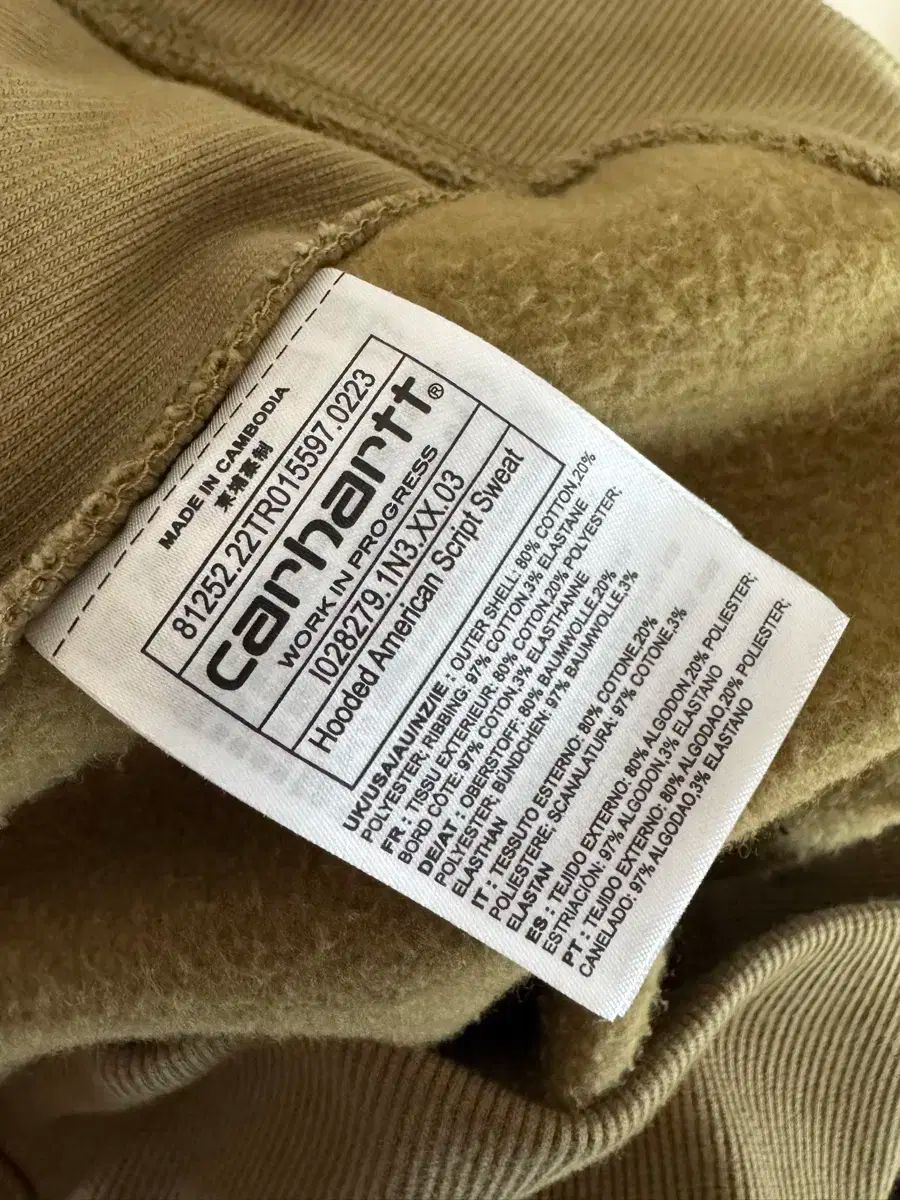 MADE IN CAMBODIA
柬埔寨制
81252.22TR015597.0223
carhartt®
WORK IN PROGRESS
I028279.1N3.XX.03
Hooded American Script Sweat
UK/USA/AU/NZ/IE : OUTER SHELL: 80% COTTON,20%
POLYESTER; RIBBING: 97% COTTON,3% ELASTANE
FR : TISSU EXTERIEUR: 80% COTON,20% POLYESTER;
BORD CÔTE: 97% COTON,3% ELASTHANNE
DE/AT : OBERSTOFF: 80% BAUMWOLLE,20%
POLYESTER; BÜNDCHEN: 97% BAUMWOLLE,3%
ELASTHAN
IT : TESSUTO ESTERNO: 80% COTONE,20%
POLIESTERE; SCANALATURA: 97% COTONE,3%
ELASTAN
ES : TEJIDO EXTERNO: 80% ALGODON,20% POLIESTER;
ESTRIACIÓN: 97% ALGODON,3% ELASTANO
PT : TEJIDO EXTERNO: 80% ALGODAO,20% POLIESTER;
CANELADO: 97% ALGODAO,3% ELASTANO